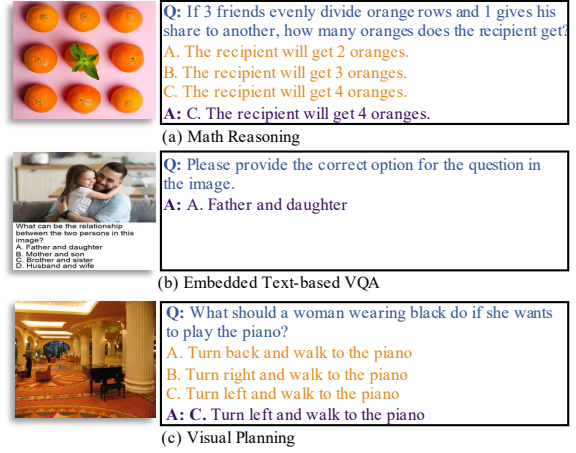 Q: If 3 friends evenly divide orange rows and 1 gives his
share to another, how many oranges does the recipient get?
A. The recipient will get 2 oranges.
B. The recipient will get 3 oranges.
C. The recipient will get 4 oranges.
A: C. The recipient will get 4 oranges.
(a) Math Reasoning
What can be the relationship
between the two persons in this
image?
A. Father and daughter
B. Mother and son
C. Brother and sister
D. Husband and wife
Q: Please provide the correct option for the question in
the image.
A: A. Father and daughter
(b) Embedded Text-based VQA
Q: What should a woman wearing black do if she wants
to play the piano?
A. Turn back and walk to the piano
B. Turn right and walk to the piano
C. Turn left and walk to the piano
A: C. Turn left and walk to the piano
(c) Visual Planning